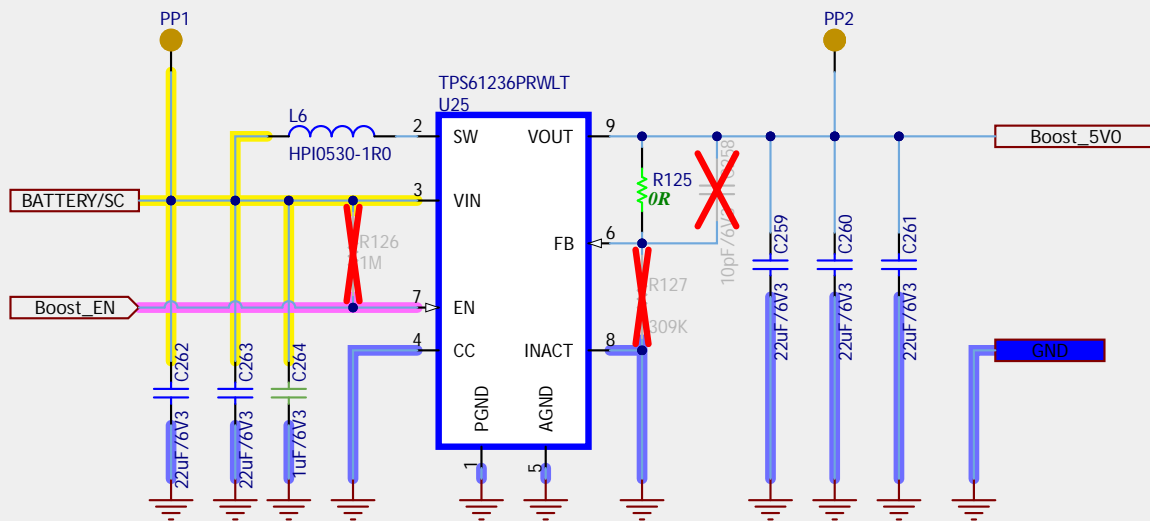 PP1
PP2
TPS61236PRWLT
U25
L6
HPI0530-1R0
2
SW
VOUT
9
Boost_5V0
R125
0R
C258
10pF/6V3
BATTERY/SC
3
VIN
R126
1M
FB
6
C259
22uF/6V3
C260
22uF/6V3
C261
22uF/6V3
R127
309K
Boost_EN
7
EN
4
CC
INACT
8
GND
C262
22uF/6V3
C263
22uF/6V3
C264
1uF/6V3
PGND
1
AGND
5